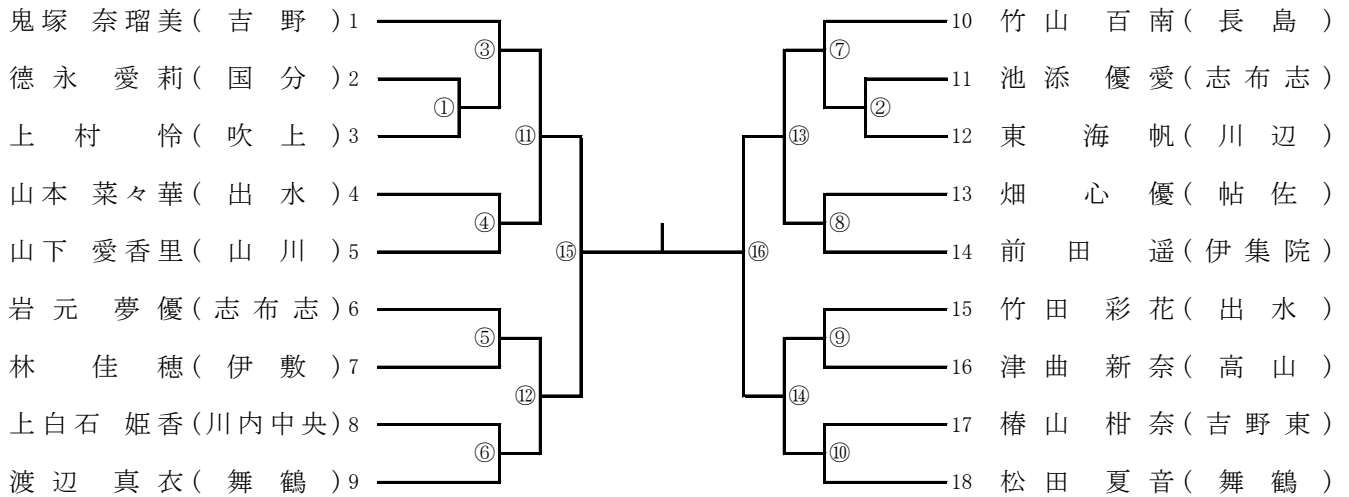 鬼塚 奈瑠美(吉野)1
徳永 愛莉(国分)2
上村 怜(吹上)3
山本 菜々華(出水)4
山下 愛香里(山川)5
岩元 夢優(志布志)6
林 佳穂(伊敷)7
上白石 姫香(川内中央)8
渡辺 真衣(舞鶴)9
③
①
⑪
④
⑮
⑤
⑫
⑥
⑦
②
⑬
⑧
⑯
⑨
⑭
⑩
10 竹山 百南(長島)
11 池添 優愛(志布志)
12 東 海帆(川辺)
13 畑 心優(帖佐)
14 前田 遥(伊集院)
15 竹田 彩花(出水)
16 津曲 新奈(高山)
17 椿山 柑奈(吉野東)
18 松田 夏音(舞鶴)